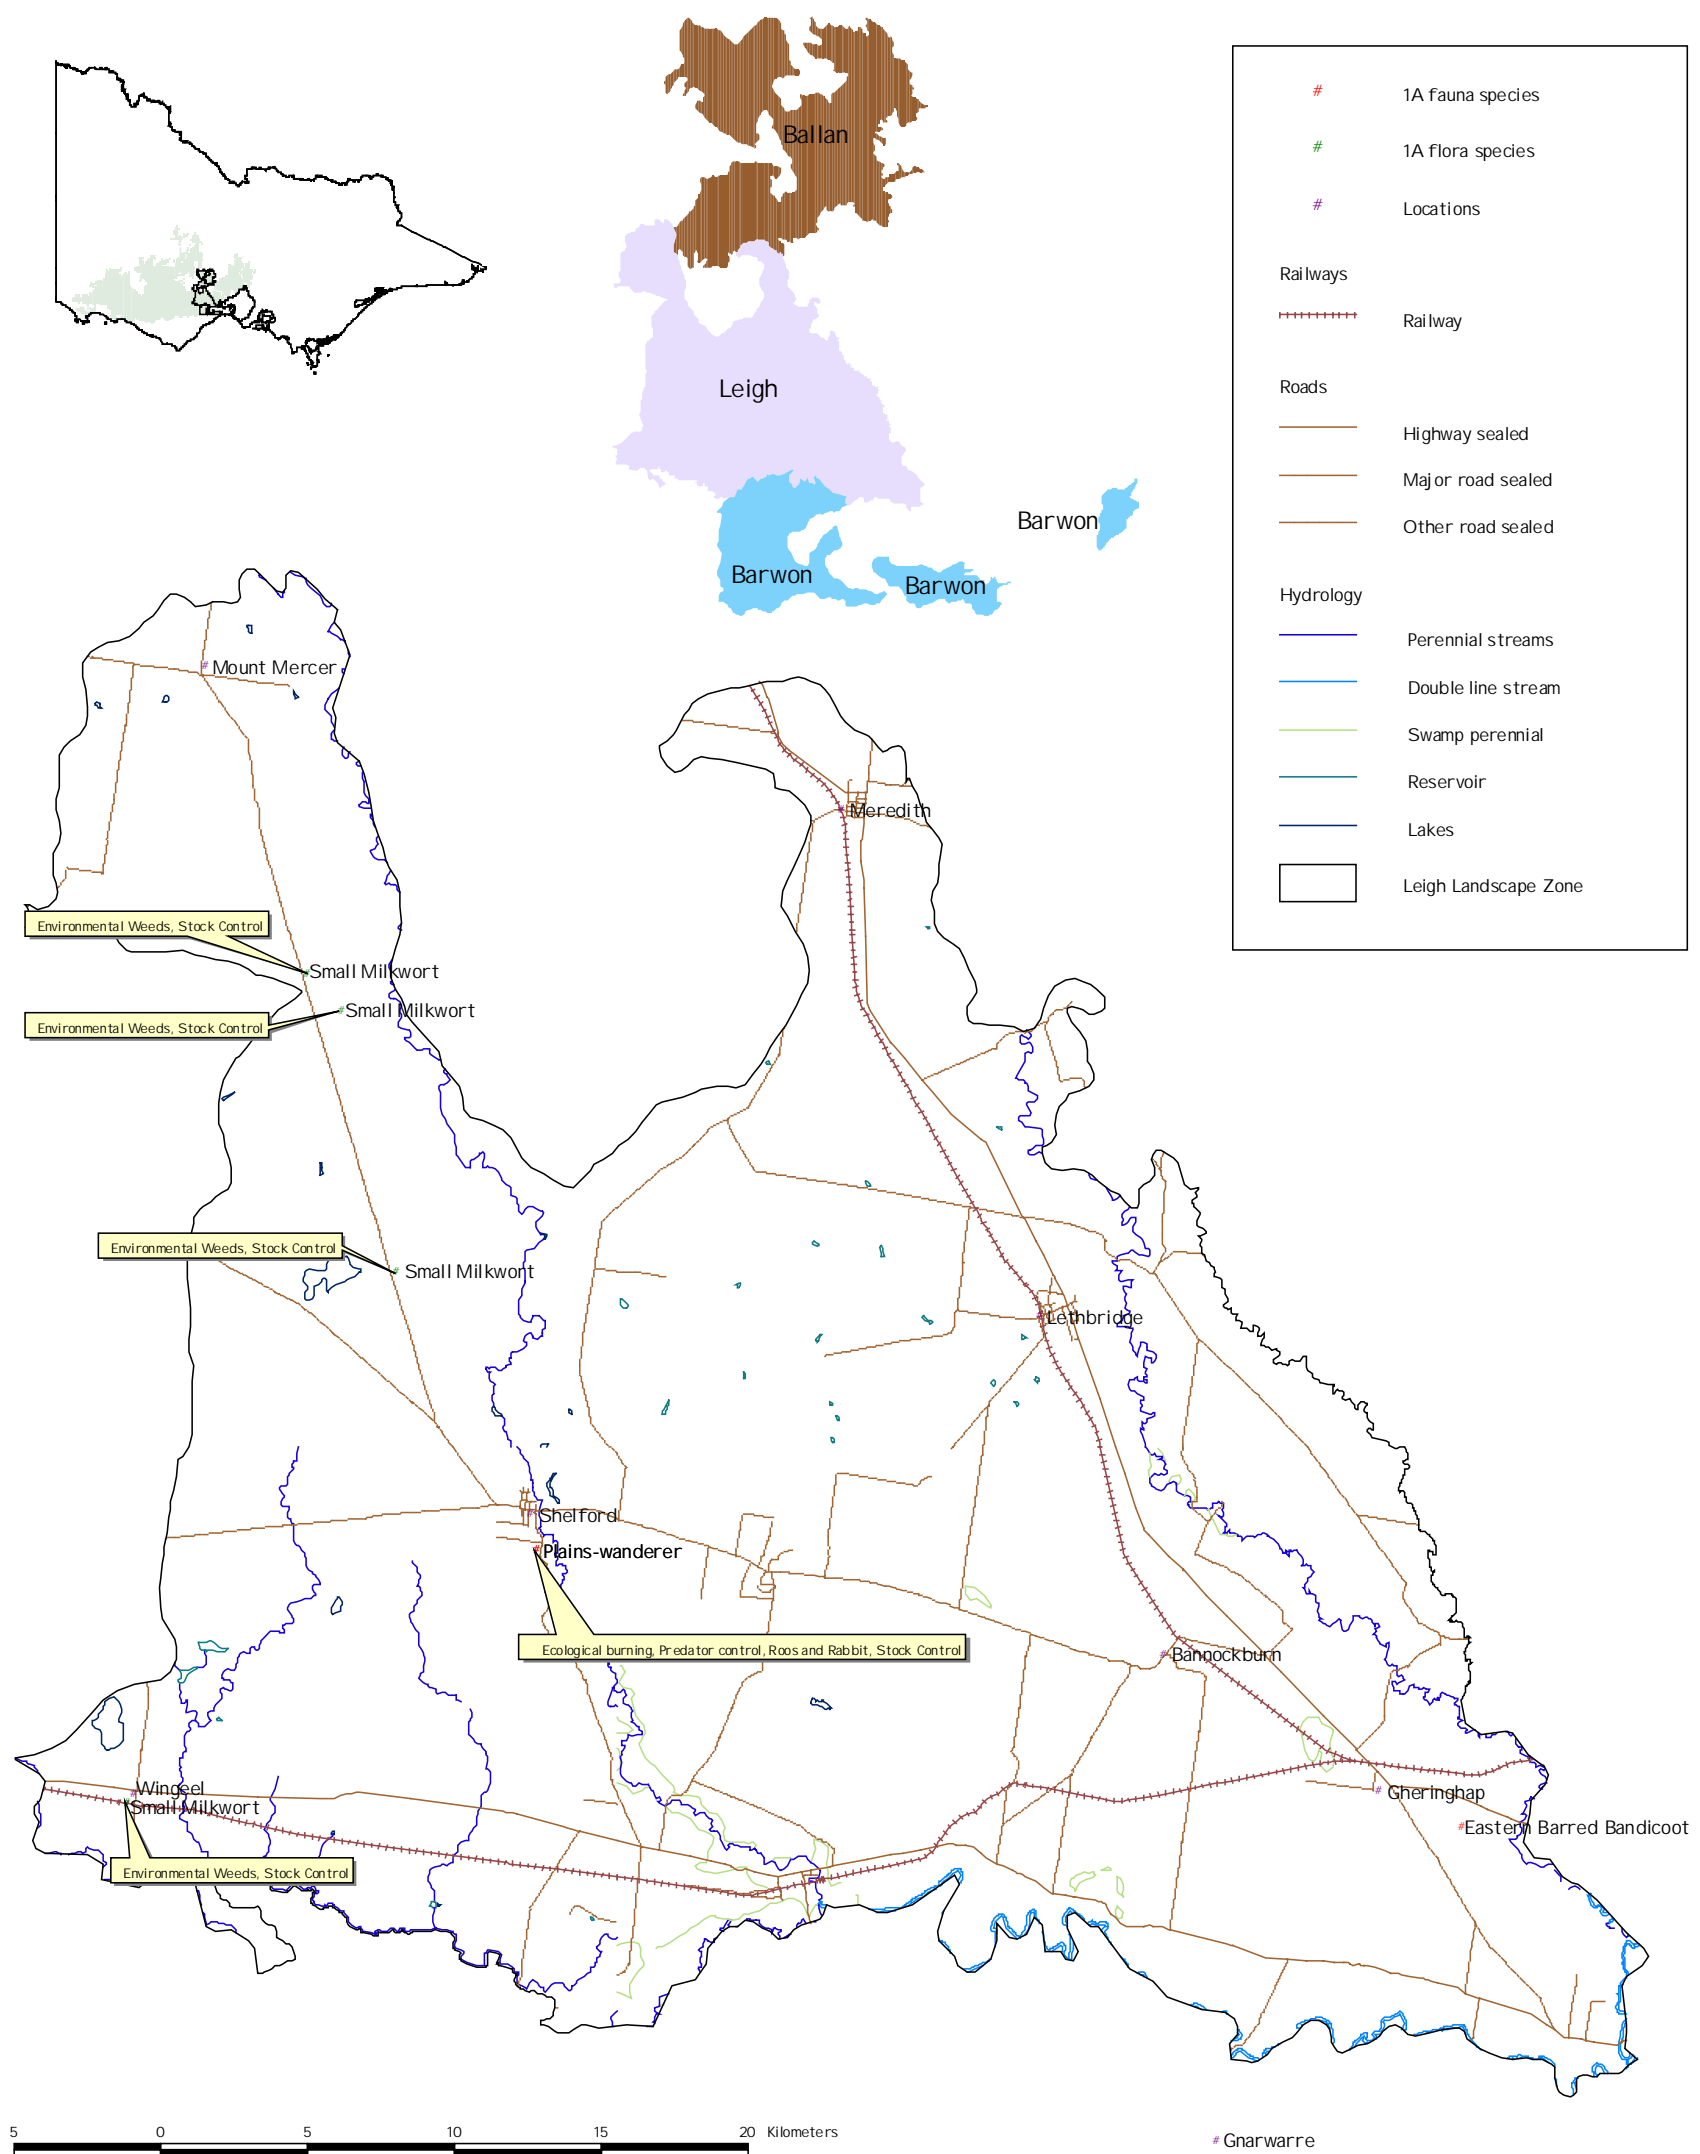 Ballan
Leigh
Barwon
Barwon
Barwon
# 1A fauna species
# 1A flora species
# Locations
Railways
Railway
Roads
Highway sealed
Major road sealed
Other road sealed
Hydrology
Perennial streams
Double line stream
Swamp perennial
Reservoir
Lakes
Leigh Landscape Zone
# Mount Mercer
# Meredith
Environmental Weeds, Stock Control
# Small Milkwort
Environmental Weeds, Stock Control
# Small Milkwort
Environmental Weeds, Stock Control
# Small Milkwort
# Lethbridge
# Shelford
# Plains-wanderer
Ecological burning, Predator control, Roos and Rabbit, Stock Control
# Bannockburn
# Wingeel
# Small Milkwort
# Gheringhap
# Eastern Barred Bandicoot
Environmental Weeds, Stock Control
5 0 5 10 15 20 Kilometers
# Gnarwarre